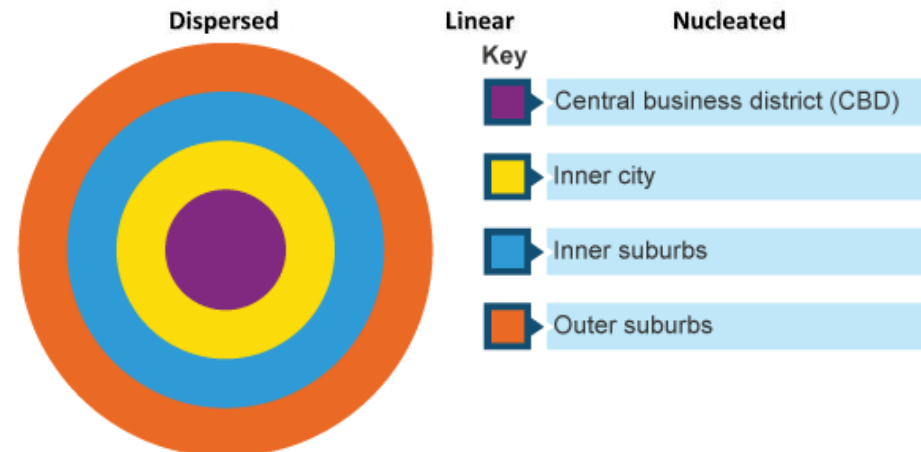 Dispersed Linear Nucleated
Key
Central business district (CBD)
Inner city
Inner suburbs
Outer suburbs